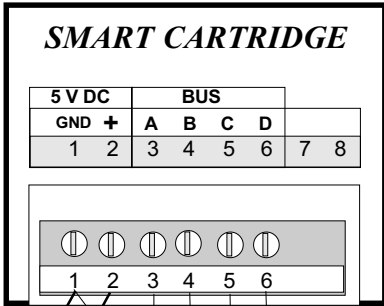 SMART CARTRIDGE
5 V DC BUS
GND + A B C D
1 2 3 4 5 6 7 8
1 2 3 4 5 6